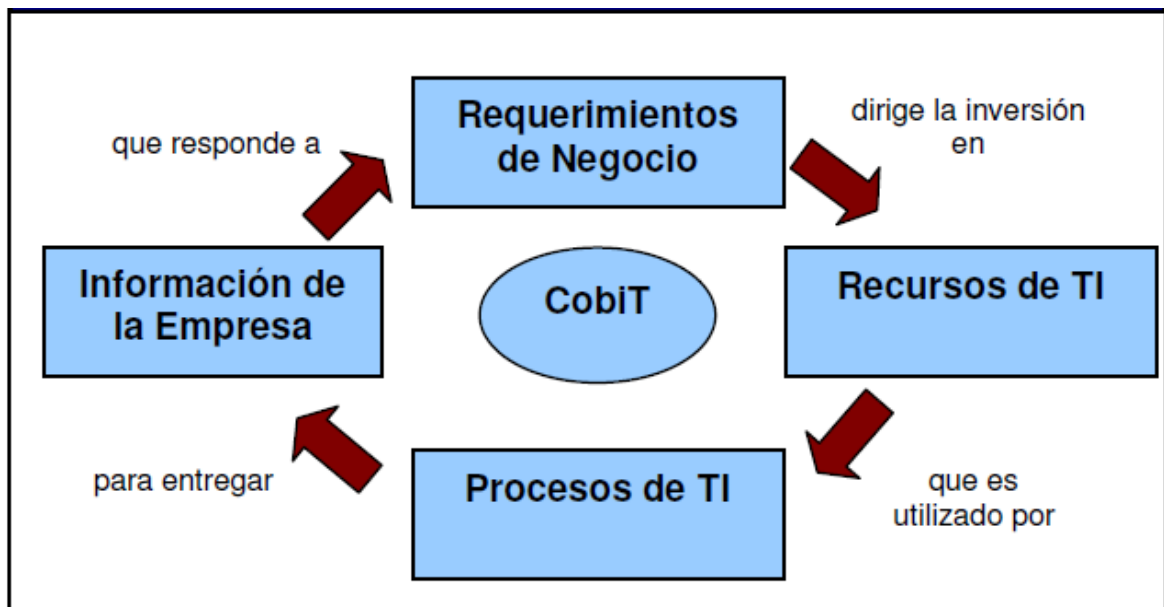 Requerimientos
de Negocio
dirige la inversión
en
que responde a
Información de
la Empresa
CobiT
Recursos de TI
para entregar
Procesos de TI
que es
utilizado por